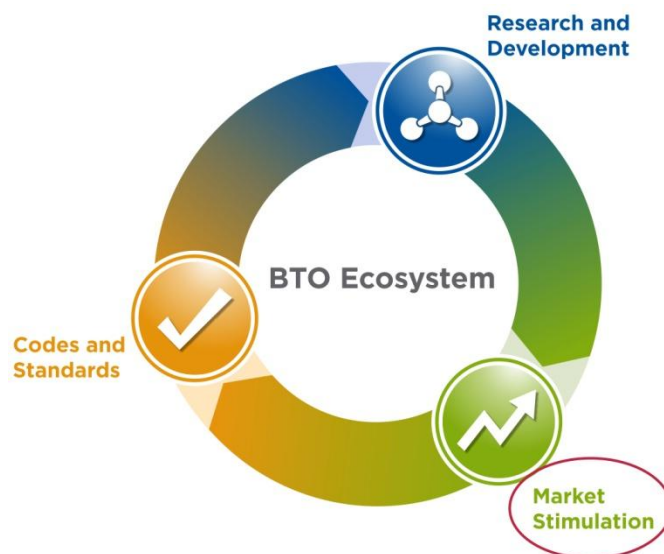 Research and
Development
BTO Ecosystem
Codes and
Standards
Market
Stimulation